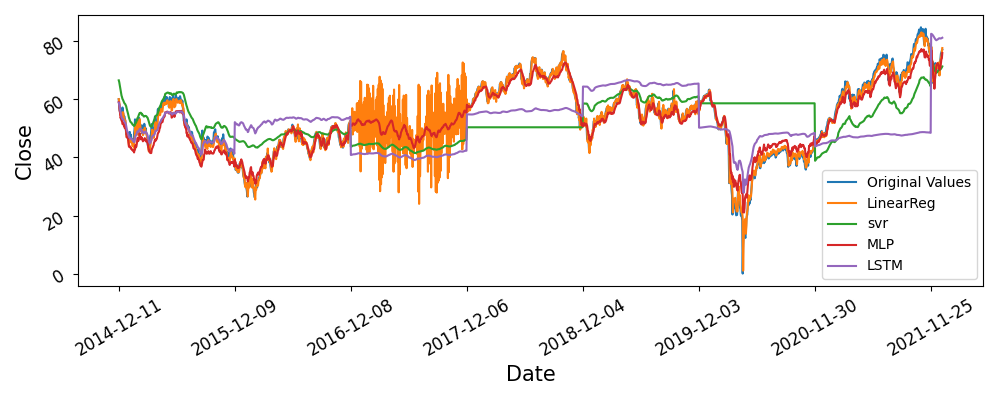 Close
80
60
40
20
0
Original Values
LinearReg
svr
MLP
LSTM
2014-12-11
2015-12-09
2016-12-08
2017-12-06
2018-12-04
2019-12-03
2020-11-30
2021-11-25
Date